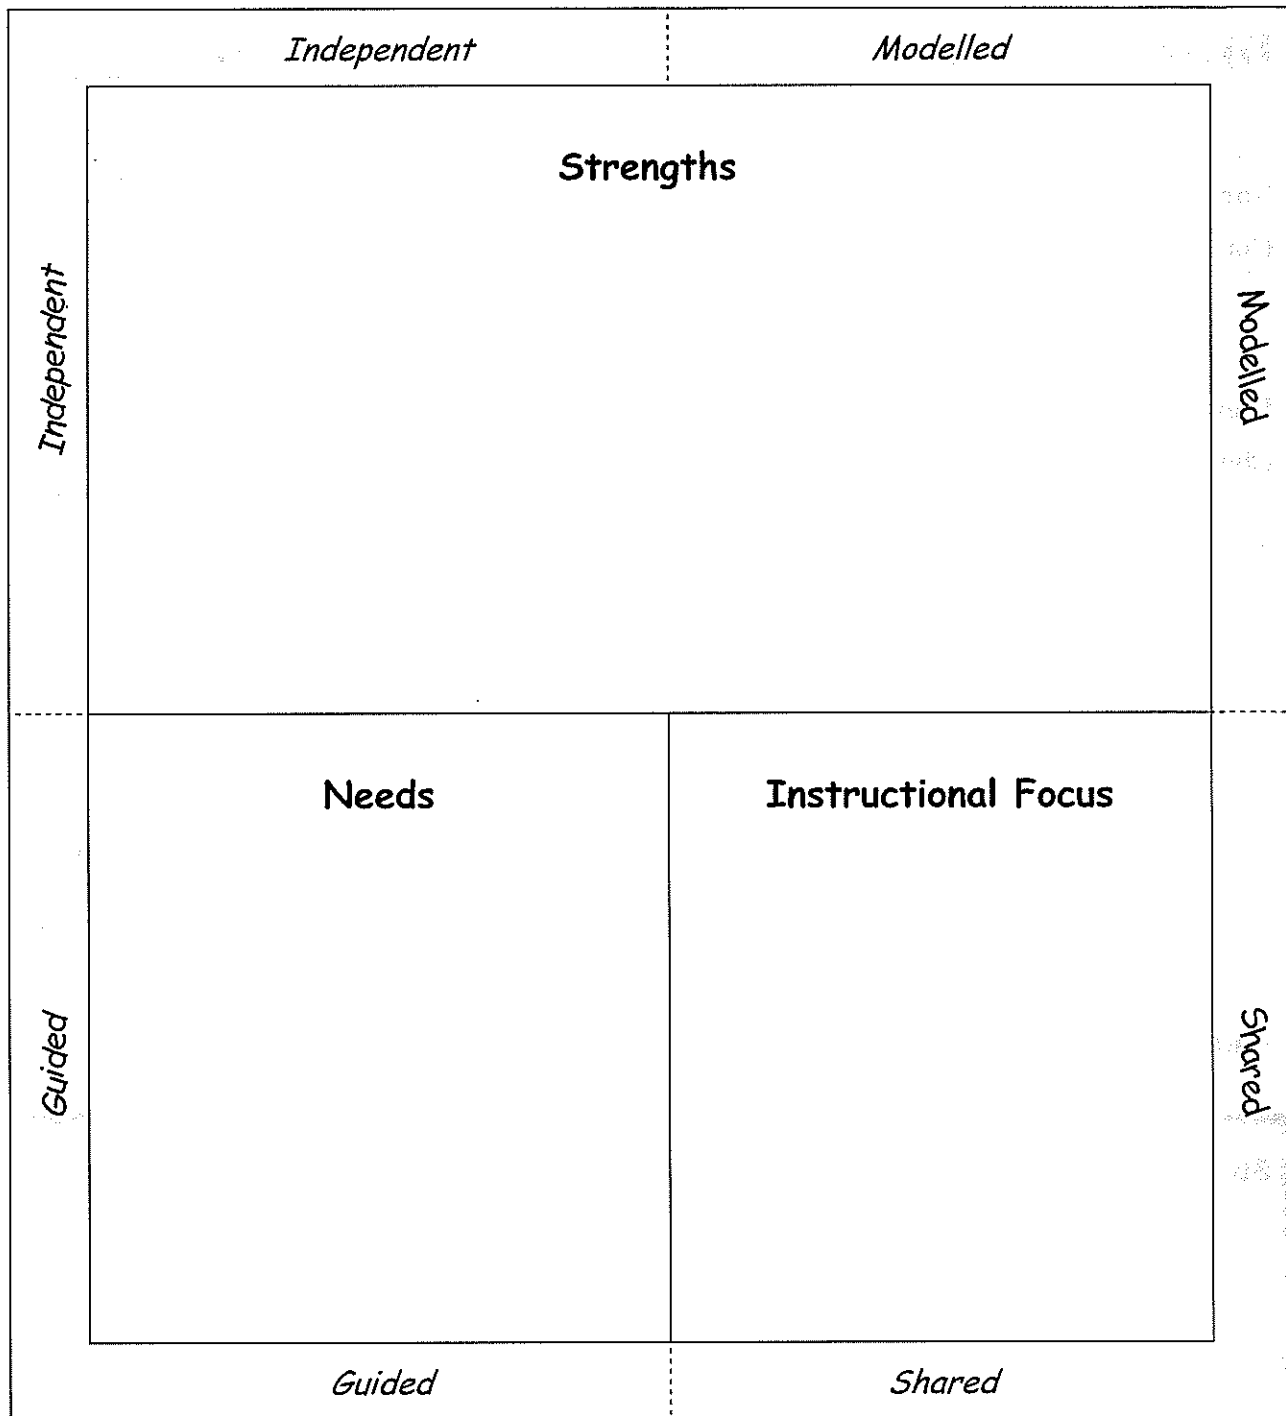 Independent
Modelled
Strengths
Independent
Modelled
Needs
Instructional Focus
Guided
Shared
Guided
Shared